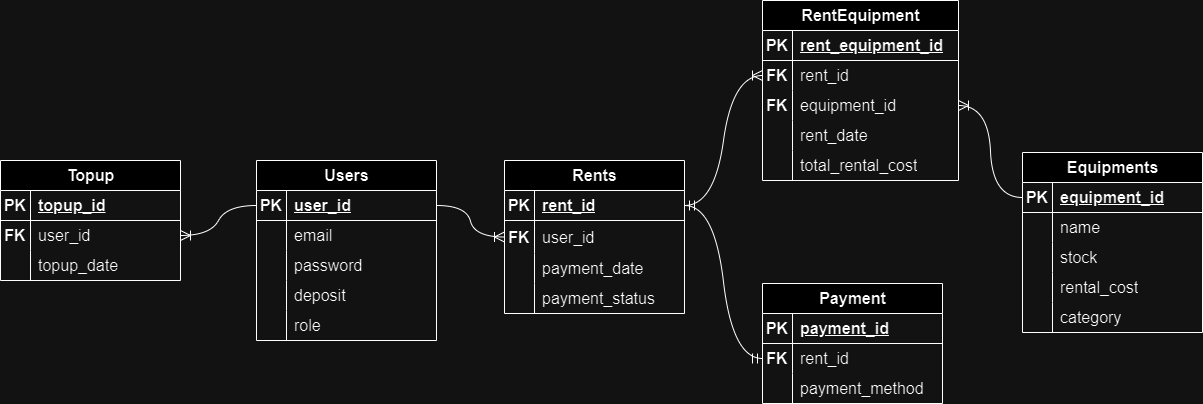 RentEquipment
PK rent_equipment_id
FK rent_id
FK equipment_id
rent_date
total_rental_cost
Topup
PK topup_id
FK user_id
topup_date
Users
PK user_id
email
password
deposit
role
Rents
PK rent_id
FK user_id
payment_date
payment_status
Equipments
PK equipment_id
name
stock
rental_cost
category
Payment
PK payment_id
FK rent_id
payment_method